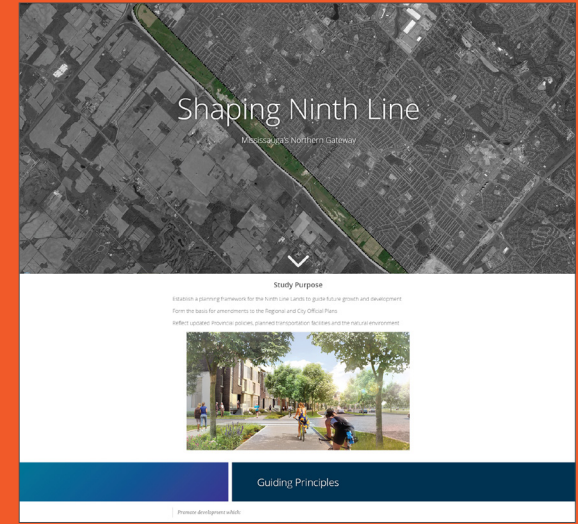 Shaping Ninth Line
Mississauga's Northern Gateway
Study Purpose
Establish a planning framework for the Ninth Line Lands to guide future growth and development
Form the basis for amendments to the Regional and City Official Plans
Reflect updated Provincial policies, planned transportation facilities and the natural environment
Guiding Principles
Promote development which: